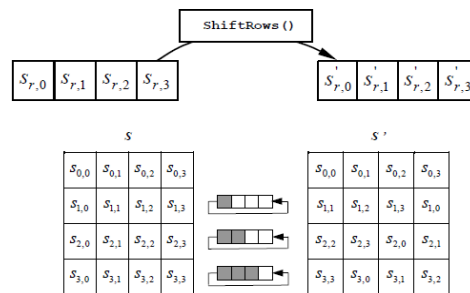 ShiftRows()
S_{r,0} S_{r,1} S_{r,2} S_{r,3} S'_{r,0} S'_{r,1} S'_{r,2} S'_{r,3}
S S'
S_{0,0} S_{0,1} S_{0,2} S_{0,3} S_{0,0} S_{0,1} S_{0,2} S_{0,3}
S_{1,0} S_{1,1} S_{1,2} S_{1,3} S_{1,1} S_{1,2} S_{1,3} S_{1,0}
S_{2,0} S_{2,1} S_{2,2} S_{2,3} S_{2,2} S_{2,3} S_{2,0} S_{2,1}
S_{3,0} S_{3,1} S_{3,2} S_{3,3} S_{3,3} S_{3,0} S_{3,1} S_{3,2}